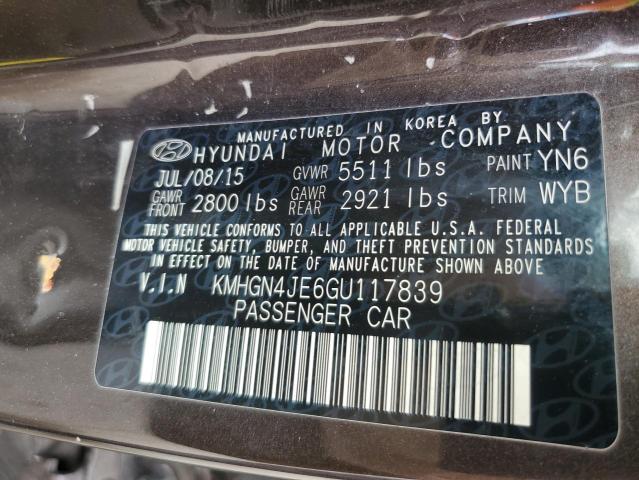 MANUFACTURED IN KOREA BY
HYUNDAI MOTOR COMPANY
JUL/08/15 GVWR 5511 lbs PAINT YN6
GAWR FRONT 2800 lbs GAWR REAR 2921 lbs TRIM WYB
THIS VEHICLE CONFORMS TO ALL APPLICABLE U.S.A. FEDERAL
MOTOR VEHICLE SAFETY, BUMPER, AND THEFT PREVENTION STANDARDS
IN EFFECT ON THE DATE OF MANUFACTURE SHOWN ABOVE.
V.I.N KMHGN4JE6GU117839
PASSENGER CAR